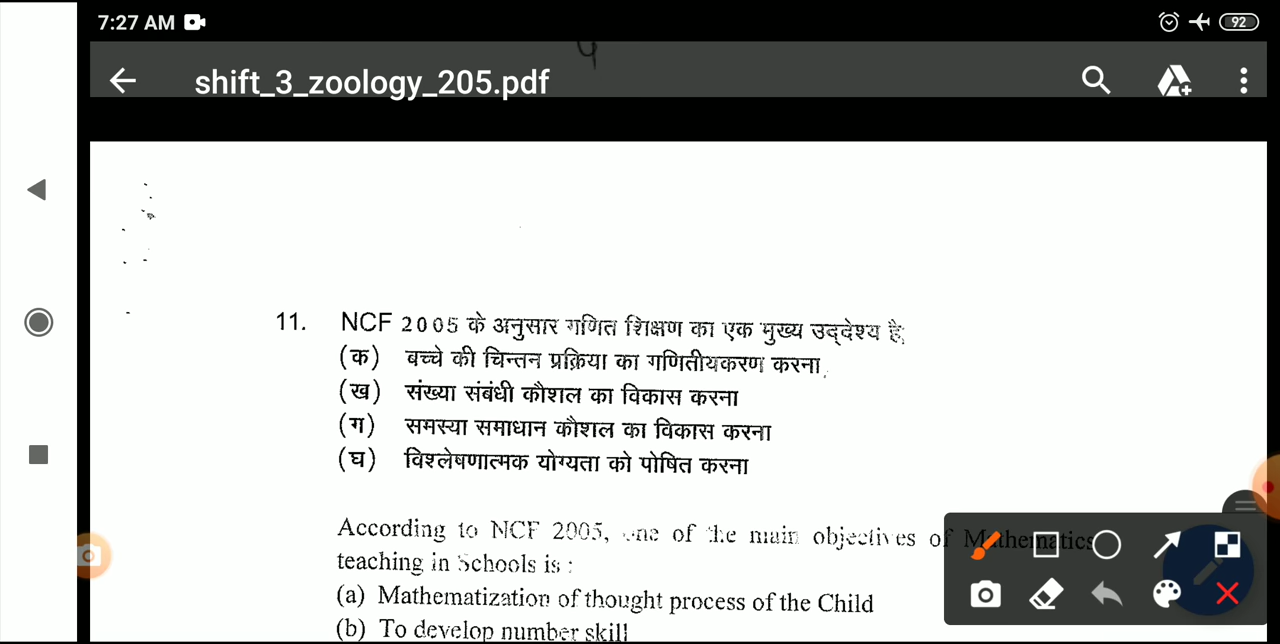 7:27 AM
92
shift_3_zoology_205.pdf
11. NCF 2005 के अनुसार गणित शिक्षण का एक मुख्य उद्देश्य है;
(क) बच्चे की चिन्तन प्रक्रिया का गणितीयकरण करना
(ख) संख्या संबंधी कौशल का विकास करना
(ग) समस्या समाधान कौशल का विकास करना
(घ) विश्लेषणात्मक योग्यता को पोषित करना
According to NCF 2005, one of the main objectives of Mathematics
teaching in Schools is :
(a) Mathematization of thought process of the Child
(b) To develop number skill